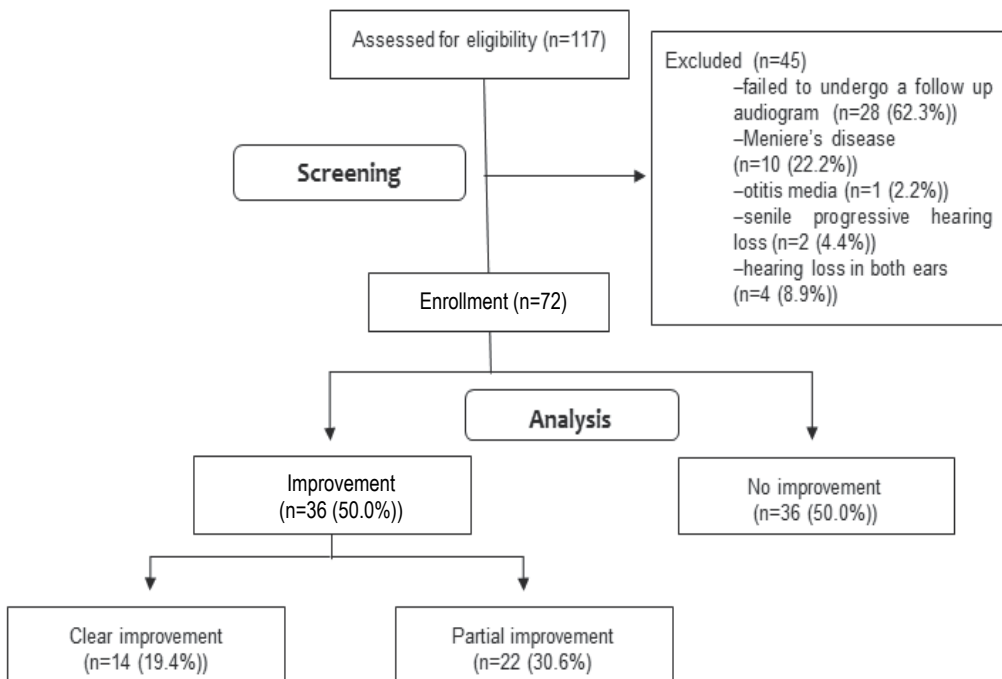 Assessed for eligibility (n=117)
Excluded (n=45)
–failed to undergo a follow up
audiogram (n=28 (62.3%))
–Meniere's disease
(n=10 (22.2%))
–otitis media (n=1 (2.2%))
–senile progressive hearing
loss (n=2 (4.4%))
–hearing loss in both ears
(n=4 (8.9%))
Screening
Enrollment (n=72)
Analysis
Improvement
(n=36 (50.0%))
No improvement
(n=36 (50.0%))
Clear improvement
(n=14 (19.4%))
Partial improvement
(n=22 (30.6%)